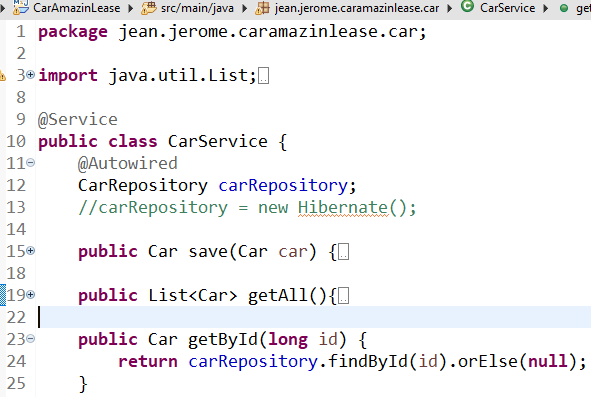 CarAmazinLease src/main/java jean.jerome.caramazinlease.car CarService get
1 package jean.jerome.caramazinlease.car;
2
3 import java.util.List;
8
9 @Service
10 public class CarService {
11 @Autowired
12 CarRepository carRepository;
13 //carRepository = new Hibernate();
14
15 public Car save(Car car) {
18
19 public List<Car> getAll(){
22
23 public Car getById(long id) {
24 return carRepository.findById(id).orElse(null);
25 }